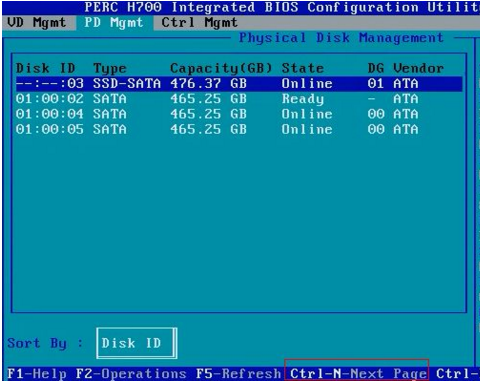 PERC H700 Integrated BIOS Configuration Utilit
VD Mgmt PD Mgmt Ctrl Mgmt
Physical Disk Management
Disk ID Type Capacity(GB) State DG Vendor
--:--:03 SSD-SATA 476.37 GB Online 01 ATA
01:00:02 SATA 465.25 GB Ready - ATA
01:00:04 SATA 465.25 GB Online 00 ATA
01:00:05 SATA 465.25 GB Online 00 ATA
Sort By : Disk ID
F1-Help F2-Operations F5-Refresh Ctrl-N-Next Page Ctrl-